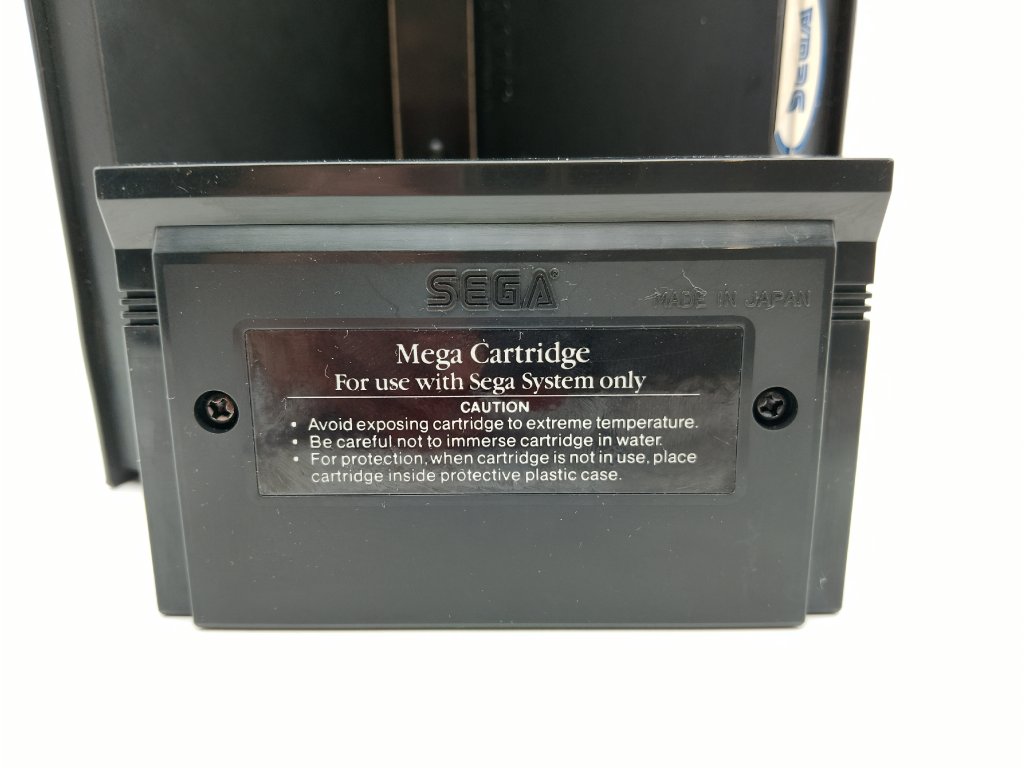 SEGA
SEGA®
MADE IN JAPAN
Mega Cartridge
For use with Sega System only
CAUTION
• Avoid exposing cartridge to extreme temperature.
• Be careful not to immerse cartridge in water.
• For protection, when cartridge is not in use, place
cartridge inside protective plastic case.